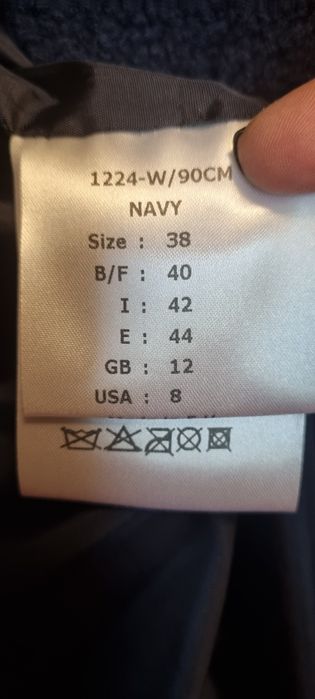 1224-W/90CM
NAVY
Size : 38
B/F : 40
I : 42
E : 44
GB : 12
USA : 8